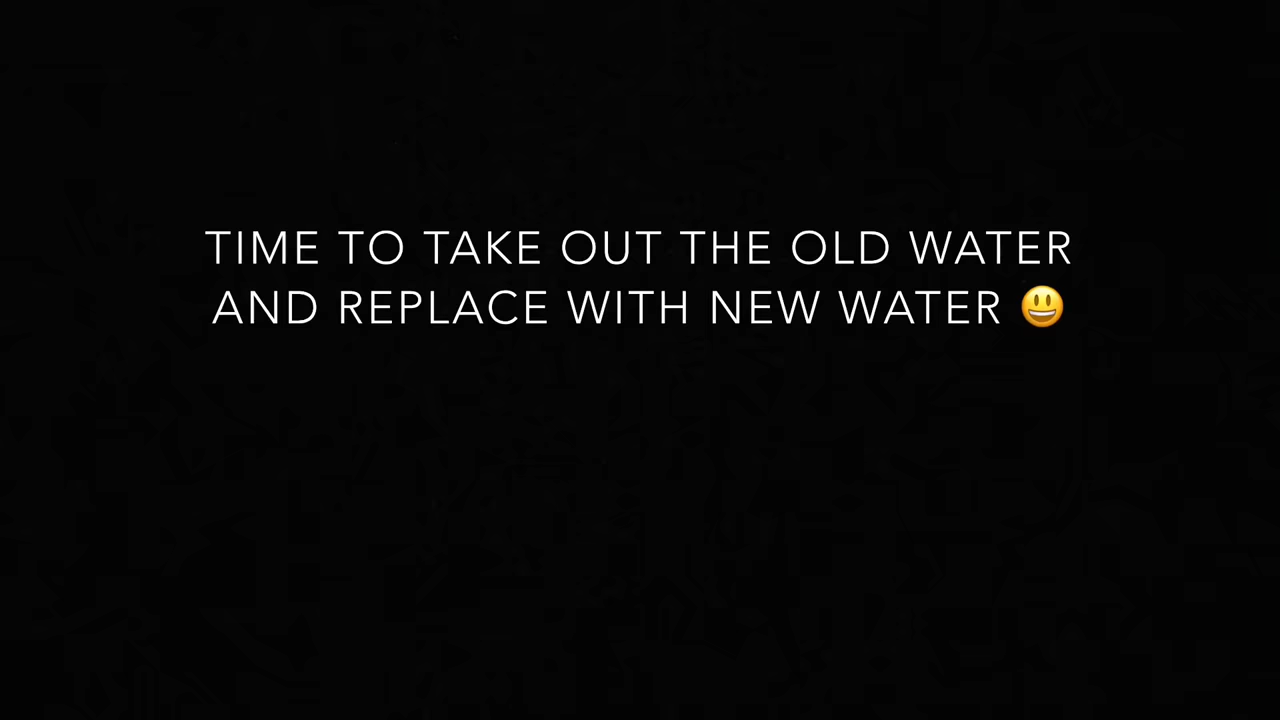 TIME TO TAKE OUT THE OLD WATER
AND REPLACE WITH NEW WATER 😃